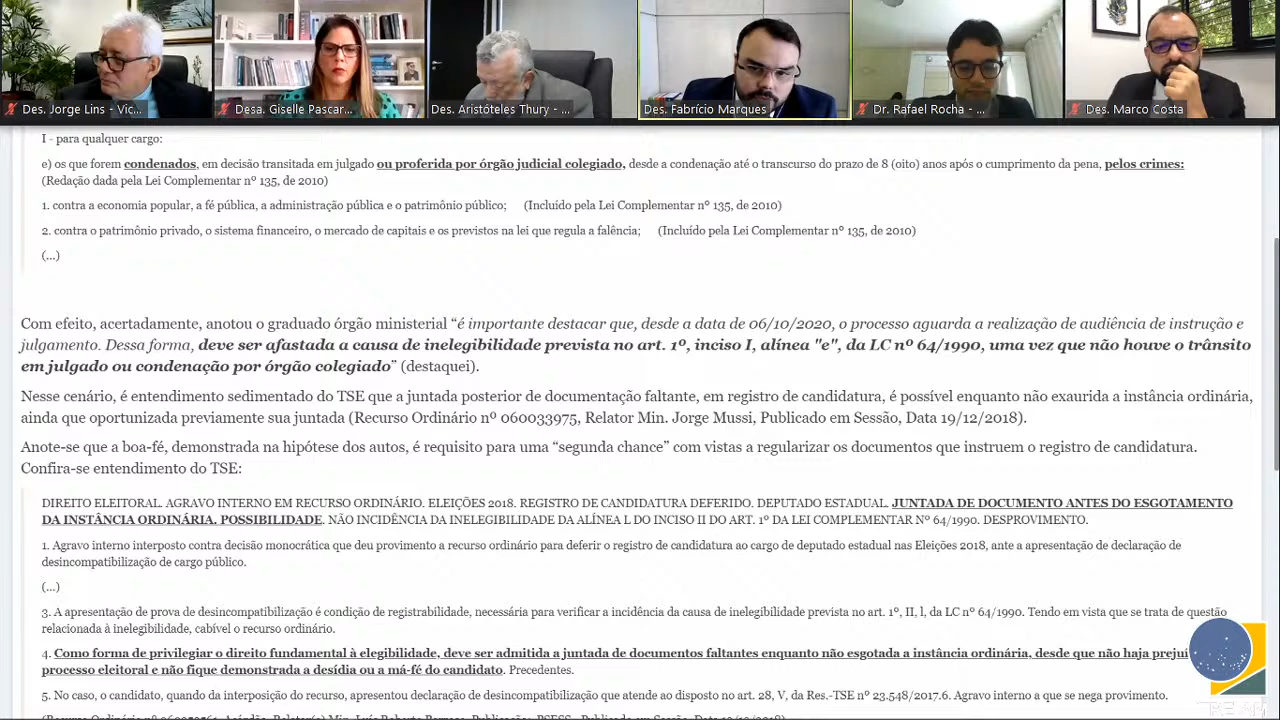 Des. Jorge Lins - Vic...
Desa. Giselle Pascar...
Des. Aristóteles Thury - ...
Des. Fabrício Marques
Dr. Rafael Rocha - ...
Des. Marco Costa
I - para qualquer cargo:
e) os que forem condenados, em decisão transitada em julgado ou proferida por órgão judicial colegiado, desde a condenação até o transcurso do prazo de 8 (oito) anos após o cumprimento da pena, pelos crimes:
(Redação dada pela Lei Complementar nº 135, de 2010)
1. contra a economia popular, a fé pública, a administração pública e o patrimônio público; (Incluído pela Lei Complementar nº 135, de 2010)
2. contra o patrimônio privado, o sistema financeiro, o mercado de capitais e os previstos na lei que regula a falência; (Incluído pela Lei Complementar nº 135, de 2010)
(...)
Com efeito, acertadamente, anotou o graduado órgão ministerial “é importante destacar que, desde a data de 06/10/2020, o processo aguarda a realização de audiência de instrução e
julgamento. Dessa forma, deve ser afastada a causa de inelegibilidade prevista no art. 1º, inciso I, alínea "e", da LC nº 64/1990, uma vez que não houve o trânsito
em julgado ou condenação por órgão colegiado” (destaquei).
Nesse cenário, é entendimento sedimentado do TSE que a juntada posterior de documentação faltante, em registro de candidatura, é possível enquanto não exaurida a instância ordinária,
ainda que oportunizada previamente sua juntada (Recurso Ordinário nº 060033975, Relator Min. Jorge Mussi, Publicado em Sessão, Data 19/12/2018).
Anote-se que a boa-fé, demonstrada na hipótese dos autos, é requisito para uma “segunda chance” com vistas a regularizar os documentos que instruem o registro de candidatura.
Confira-se entendimento do TSE:
DIREITO ELEITORAL. AGRAVO INTERNO EM RECURSO ORDINÁRIO. ELEIÇÕES 2018. REGISTRO DE CANDIDATURA DEFERIDO. DEPUTADO ESTADUAL. JUNTADA DE DOCUMENTO ANTES DO ESGOTAMENTO
DA INSTÂNCIA ORDINÁRIA. POSSIBILIDADE. NÃO INCIDÊNCIA DA INELEGIBILIDADE DA ALÍNEA L DO INCISO II DO ART. 1º DA LEI COMPLEMENTAR Nº 64/1990. DESPROVIMENTO.
1. Agravo interno interposto contra decisão monocrática que deu provimento a recurso ordinário para deferir o registro de candidatura ao cargo de deputado estadual nas Eleições 2018, ante a apresentação de declaração de
desincompatibilização de cargo público.
(...)
3. A apresentação de prova de desincompatibilização é condição de registrabilidade, necessária para verificar a incidência da causa de inelegibilidade prevista no art. 1º, II, l, da LC nº 64/1990. Tendo em vista que se trata de questão
relacionada à inelegibilidade, cabível o recurso ordinário.
4. Como forma de privilegiar o direito fundamental à elegibilidade, deve ser admitida a juntada de documentos faltantes enquanto não esgotada a instância ordinária, desde que não haja prejuí
processo eleitoral e não fique demonstrada a desídia ou a má-fé do candidato. Precedentes.
5. No caso, o candidato, quando da interposição do recurso, apresentou declaração de desincompatibilização que atende ao disposto no art. 28, V, da Res.-TSE nº 23.548/2017.6. Agravo interno a que se nega provimento.
TRE-AM